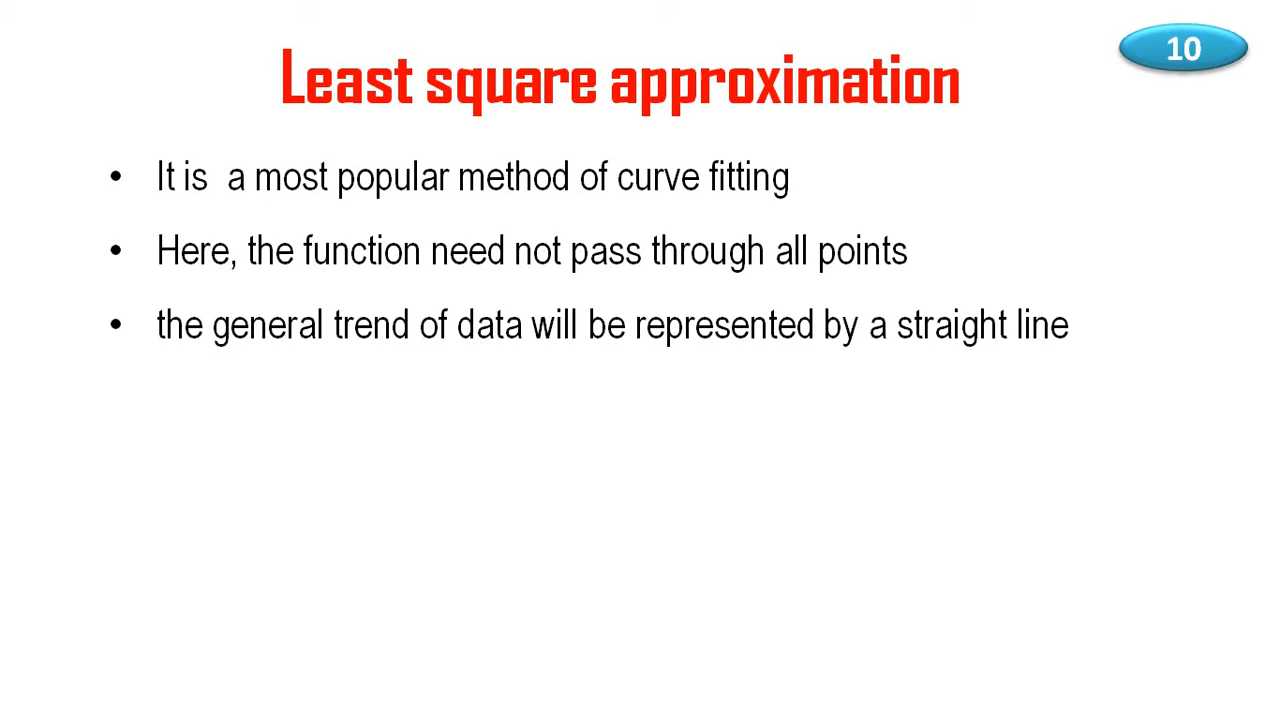 10
Least square approximation
• It is  a most popular method of curve fitting
• Here, the function need not pass through all points
• the general trend of data will be represented by a straight line